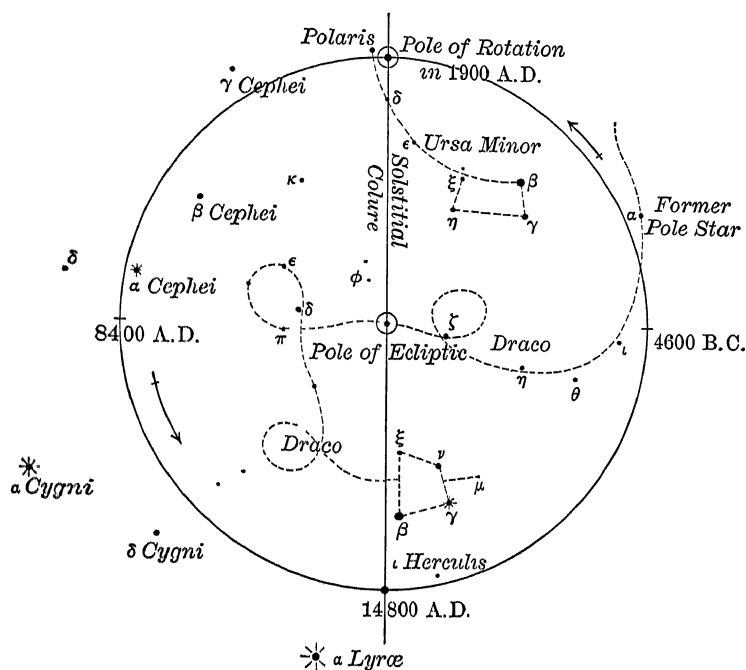 Polaris
Pole of Rotation
in 1900 A.D.
γ Cephei
δ
ε
Ursa Minor
κ
Solstitial
Colure
ξ
β
β Cephei
η
γ
α
Former
Pole Star
δ
ε
α Cephei
φ
δ
ζ
8400 A.D.
π
Pole of Ecliptic
Draco
ι
4600 B.C.
η
θ
Draco
ξ
ν
α Cygni
μ
β
γ
δ Cygni
ι Herculis
14800 A.D.
α Lyræ